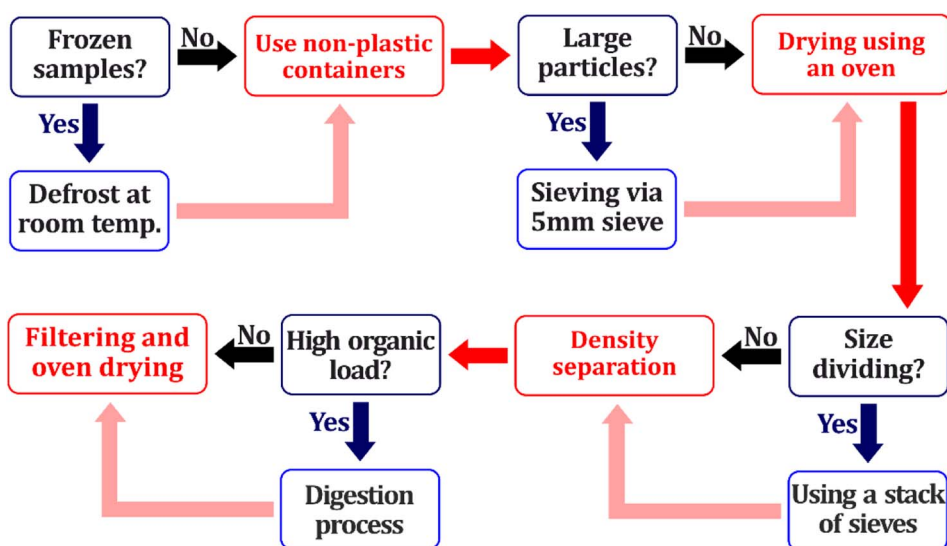 Frozen
samples?
No
Use non-plastic
containers
Large
particles?
No
Drying using
an oven
Yes
Defrost at
room temp.
Yes
Sieving via
5mm sieve
Size
dividing?
No
Density
separation
High organic
load?
No
Filtering and
oven drying
Yes
Using a stack
of sieves
Yes
Digestion
process